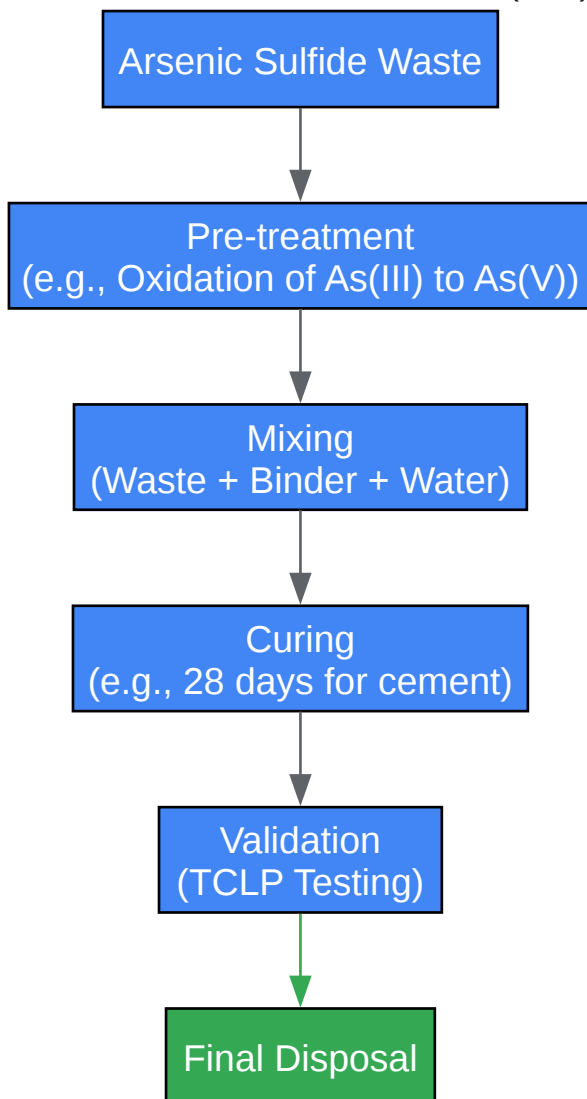 Arsenic Sulfide Waste
Pre-treatment
(e.g., Oxidation of As(III) to As(V))
Mixing
(Waste + Binder + Water)
Curing
(e.g., 28 days for cement)
Validation
(TCLP Testing)
Final Disposal